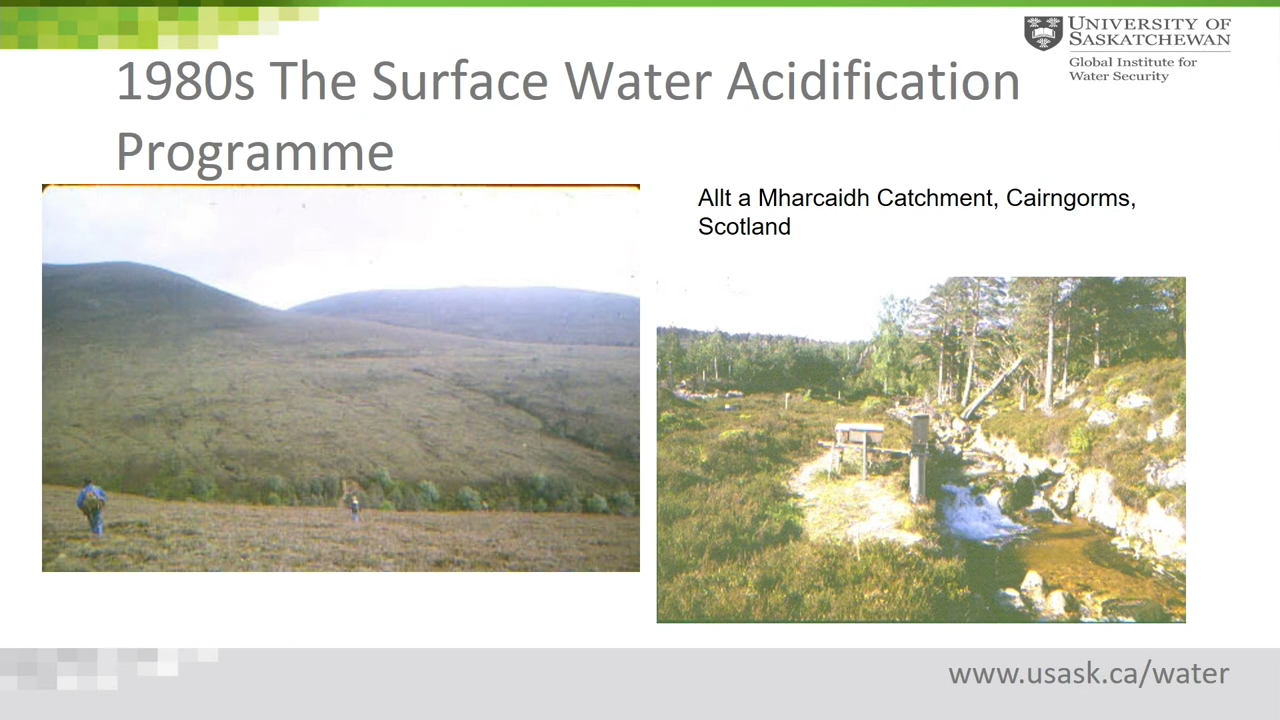 UNIVERSITY OF
SASKATCHEWAN
Global Institute for
Water Security
1980s The Surface Water Acidification
Programme
Allt a Mharcaidh Catchment, Cairngorms,
Scotland
www.usask.ca/water